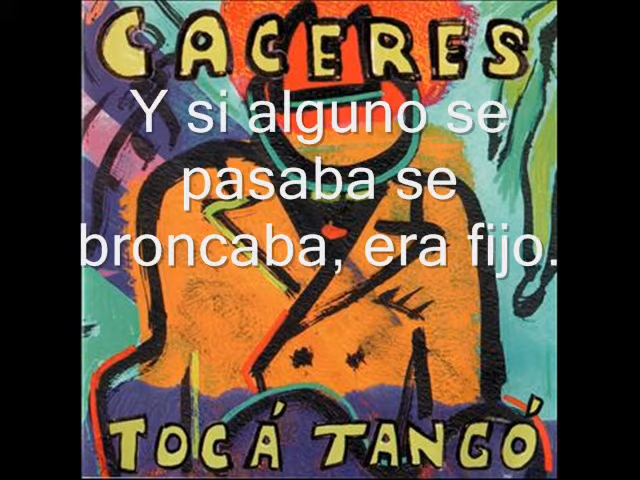 CACERES
Y si alguno se
pasaba se
broncaba, era fijo.
TOCÁ TANGÓ